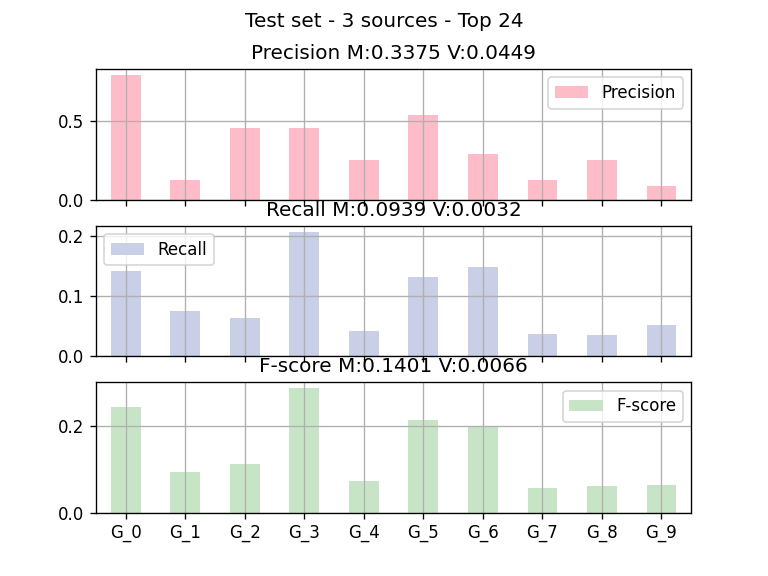 Test set - 3 sources - Top 24
Precision M:0.3375 V:0.0449
Precision
0.5
0.0
Recall M:0.0939 V:0.0032
Recall
0.2
0.1
0.0
F-score M:0.1401 V:0.0066
F-score
0.2
0.0
G_0 G_1 G_2 G_3 G_4 G_5 G_6 G_7 G_8 G_9